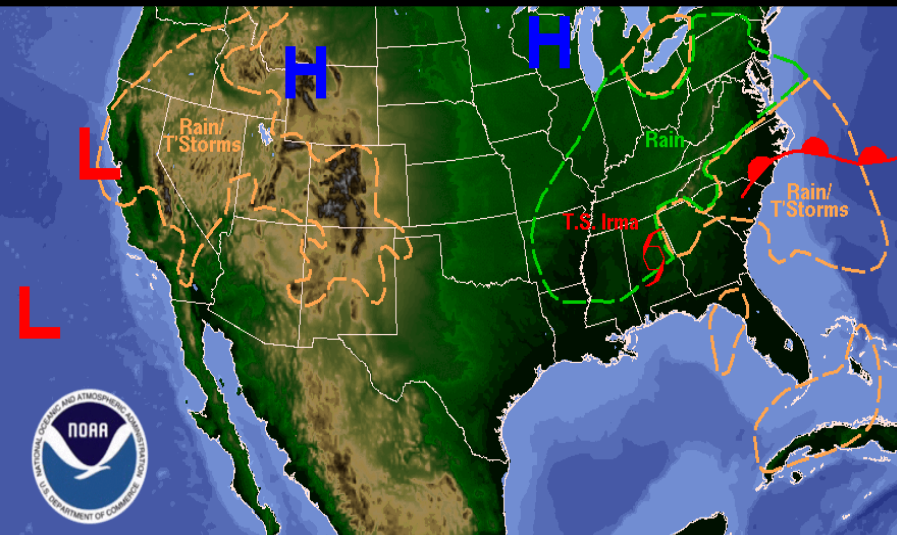 H
H
L
Rain/
T'Storms
Rain
Rain/
T'Storms
T.S. Irma
L
NATIONAL OCEANIC AND ATMOSPHERIC ADMINISTRATION
NOAA
U.S. DEPARTMENT OF COMMERCE